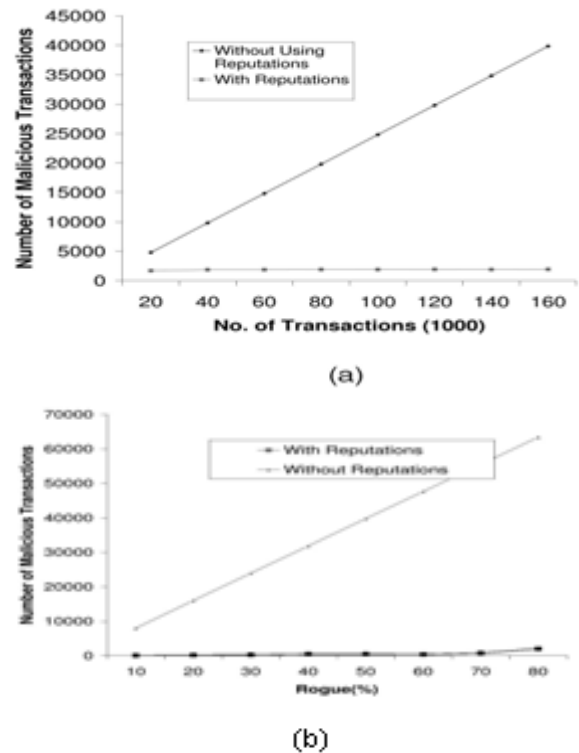 45000
40000
35000
30000
25000
20000
15000
10000
5000
0
Number of Malicious Transactions
Without Using
Reputations
With Reputations
20 40 60 80 100 120 140 160
No. of Transactions (1000)
(a)
70000
60000
50000
40000
30000
20000
10000
0
Number of Malicious Transactions
With Reputations
Without Reputations
10 20 30 40 50 60 70 80
Rogue(%)
(b)